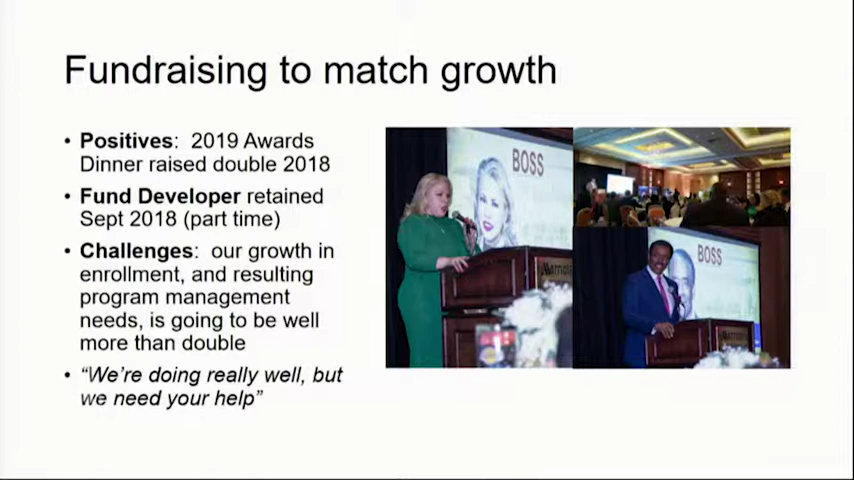 Fundraising to match growth
• Positives: 2019 Awards
Dinner raised double 2018
• Fund Developer retained
Sept 2018 (part time)
• Challenges: our growth in
enrollment, and resulting
program management
needs, is going to be well
more than double
• “We’re doing really well, but
we need your help”
BOSS
Marriott
BOSS